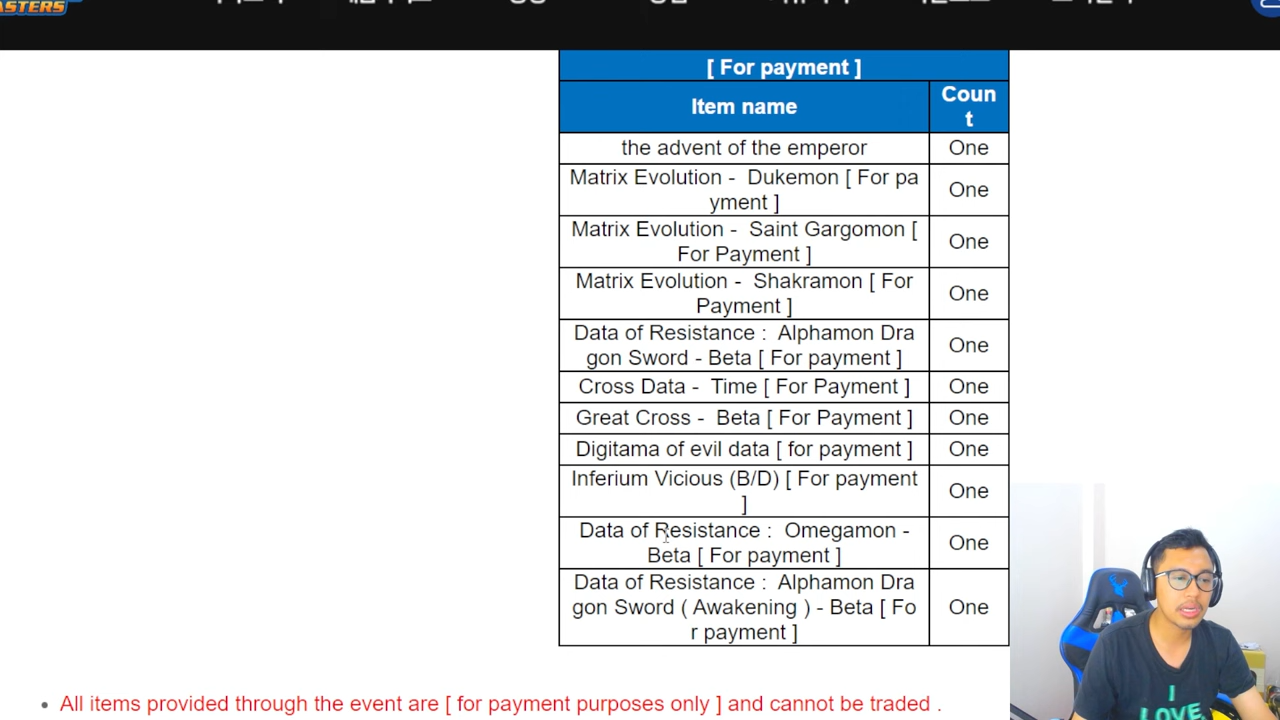 ASTERS
[ For payment ]
Item name
Coun
t
the advent of the emperor
One
Matrix Evolution -  Dukemon [ For pa
yment ]
One
Matrix Evolution -  Saint Gargomon [
For Payment ]
One
Matrix Evolution -  Shakramon [ For
Payment ]
One
Data of Resistance :  Alphamon Dra
gon Sword - Beta [ For payment ]
One
Cross Data -  Time [ For Payment ]
One
Great Cross -  Beta [ For Payment ]
One
Digitama of evil data [ for payment ]
One
Inferium Vicious (B/D) [ For payment
]
One
Data of Resistance :  Omegamon -
Beta [ For payment ]
One
Data of Resistance :  Alphamon Dra
gon Sword ( Awakening ) - Beta [ Fo
r payment ]
One
• All items provided through the event are [ for payment purposes only ] and cannot be traded .
I
LOVE